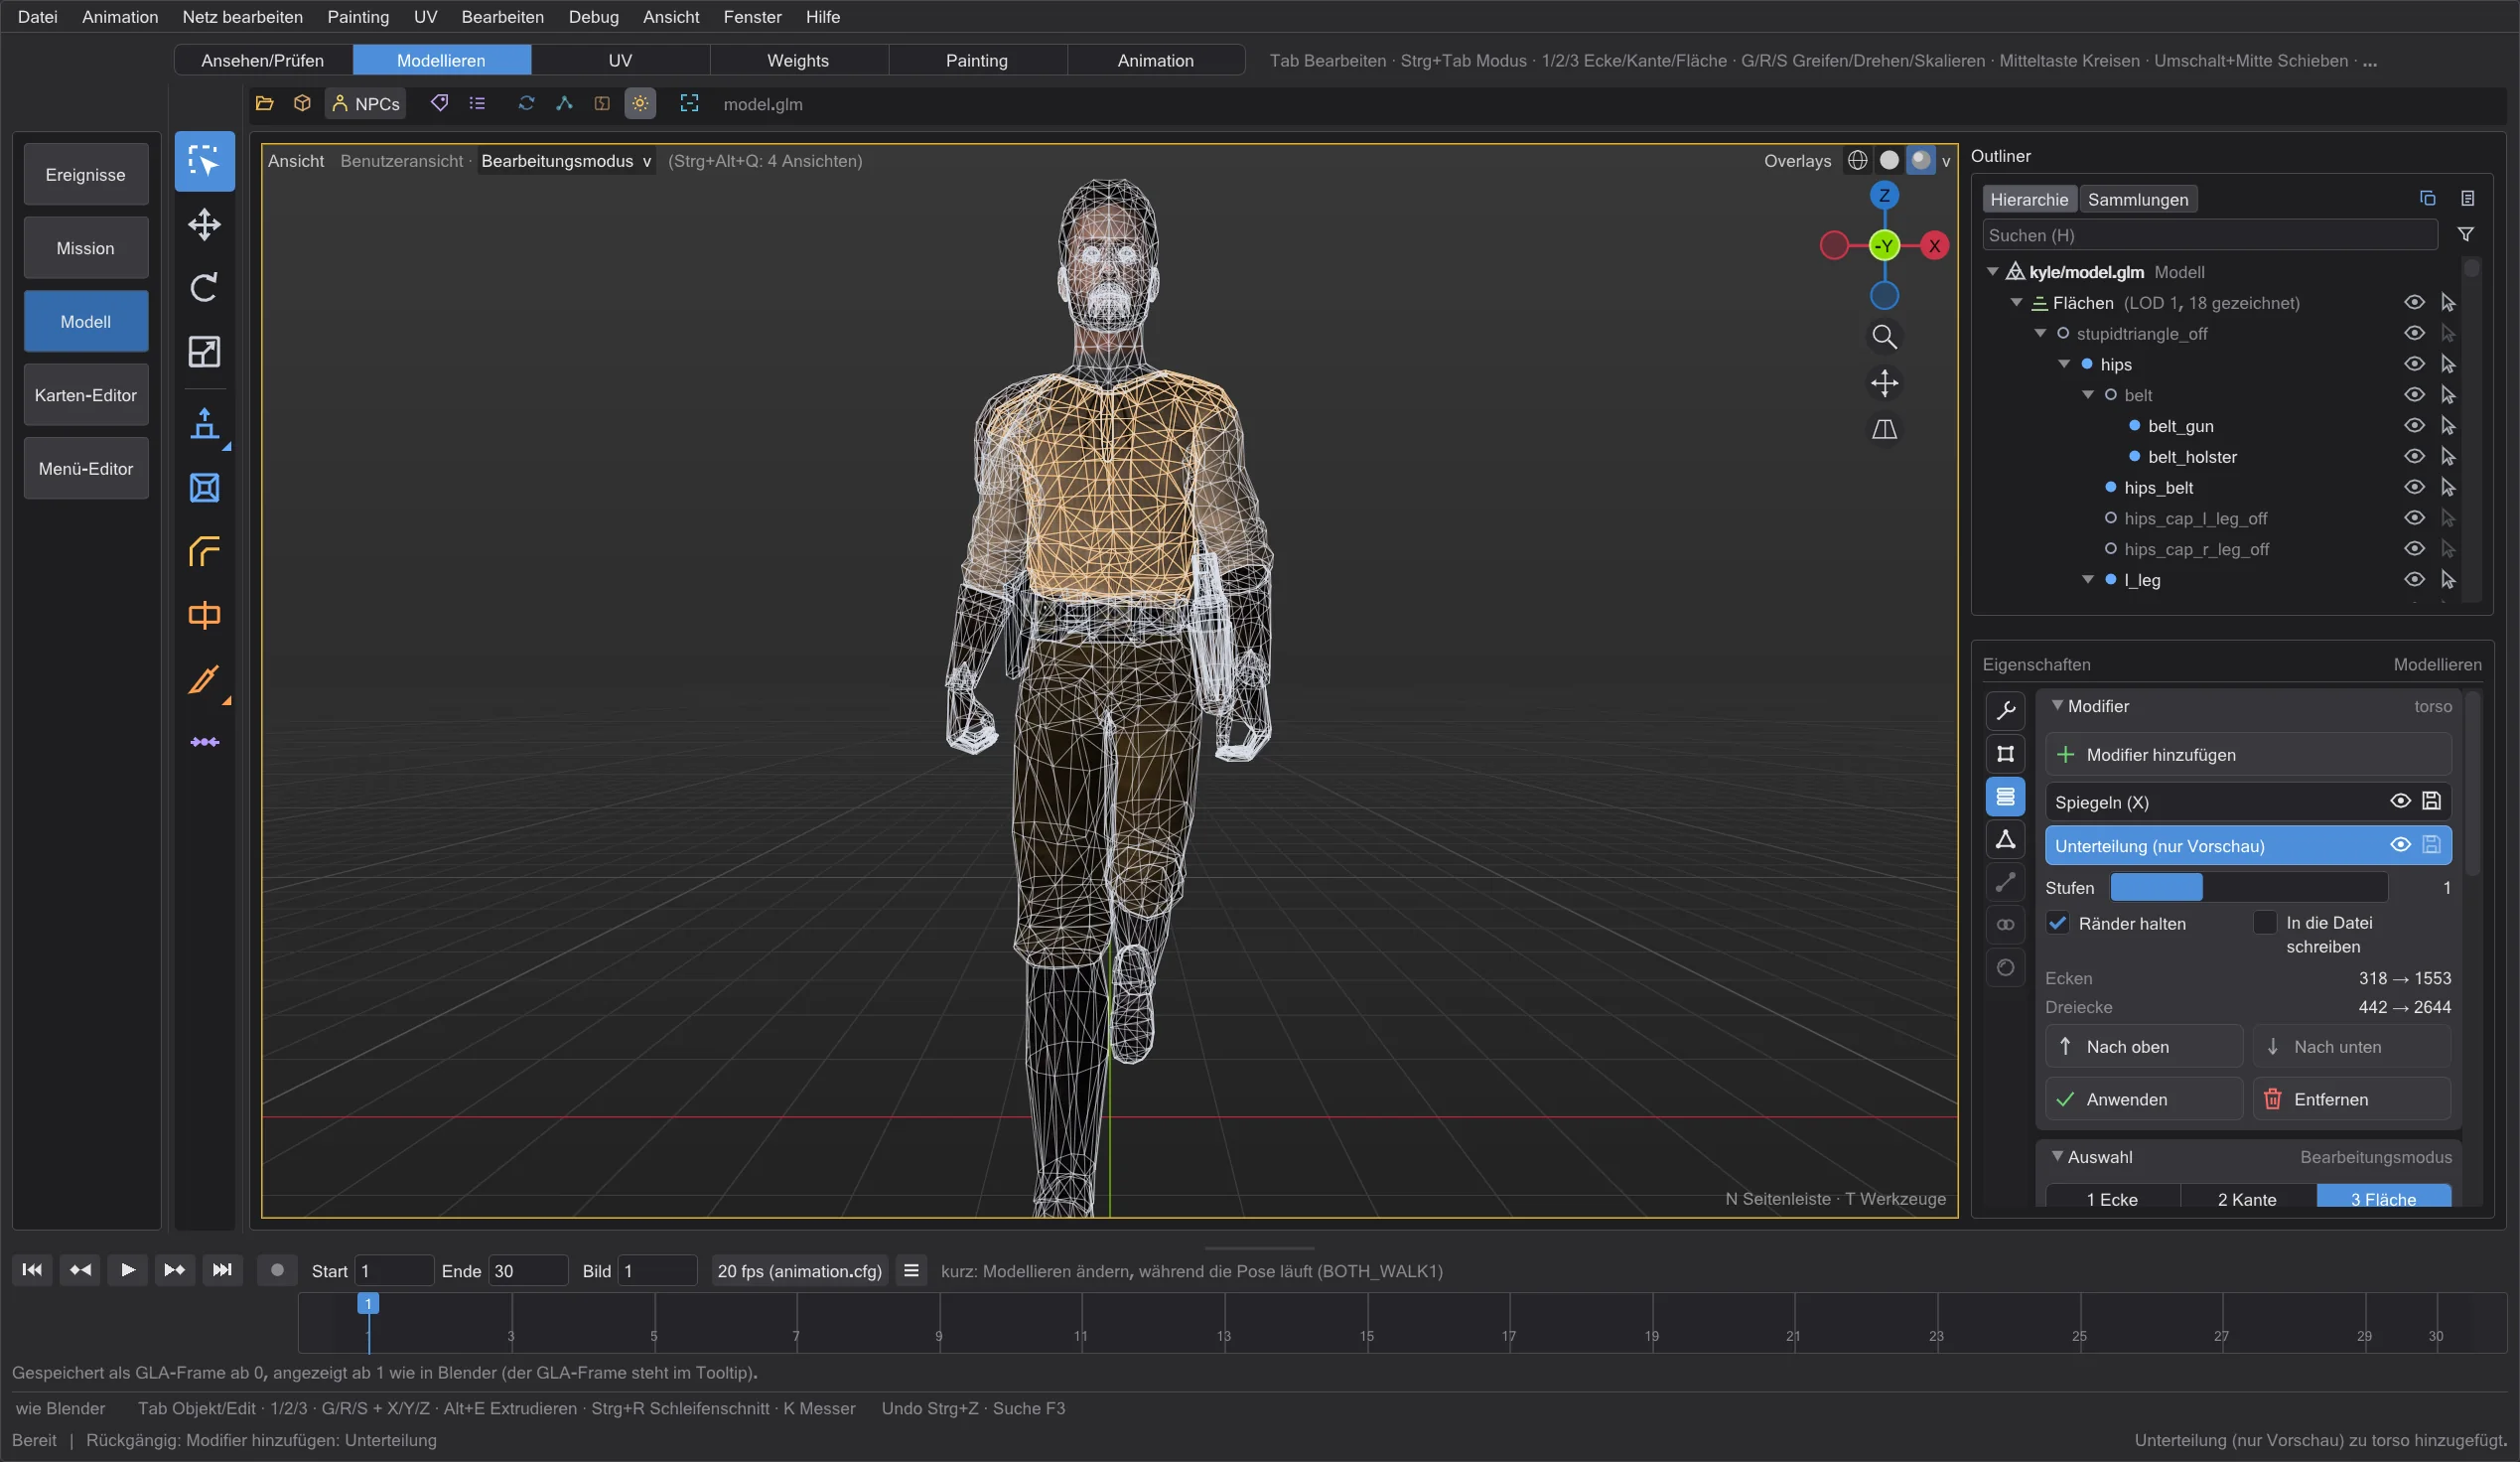 Datei Animation Netz bearbeiten Painting UV Bearbeiten Debug Ansicht Fenster Hilfe
Ansehen/Prüfen Modellieren UV Weights Painting Animation Tab Bearbeiten · Strg+Tab Modus · 1/2/3 Ecke/Kante/Fläche · G/R/S Greifen/Drehen/Skalieren · Mitteltaste Kreisen · Umschalt+Mitte Schieben · ...
NPCs model.glm
Ereignisse
Mission
Modell
Karten-Editor
Menü-Editor
Ansicht Benutzeransicht · Bearbeitungsmodus v (Strg+Alt+Q: 4 Ansichten) Overlays v
Z
-Y X
N Seitenleiste · T Werkzeuge
Outliner
Hierarchie Sammlungen
Suchen (H)
kyle/model.glm Modell
Flächen (LOD 1, 18 gezeichnet)
stupidtriangle_off
hips
belt
belt_gun
belt_holster
hips_belt
hips_cap_l_leg_off
hips_cap_r_leg_off
l_leg
Eigenschaften Modellieren
Modifier torso
Modifier hinzufügen
Spiegeln (X)
Unterteilung (nur Vorschau)
Stufen 1
Ränder halten In die Datei
schreiben
Ecken 318 → 1553
Dreiecke 442 → 2644
Nach oben Nach unten
Anwenden Entfernen
Auswahl Bearbeitungsmodus
1 Ecke 2 Kante 3 Fläche
Start 1 Ende 30 Bild 1 20 fps (animation.cfg) kurz: Modellieren ändern, während die Pose läuft (BOTH_WALK1)
1
1 3 5 7 9 11 13 15 17 19 21 23 25 27 29 30
Gespeichert als GLA-Frame ab 0, angezeigt ab 1 wie in Blender (der GLA-Frame steht im Tooltip).
wie Blender Tab Objekt/Edit · 1/2/3 · G/R/S + X/Y/Z · Alt+E Extrudieren · Strg+R Schleifenschnitt · K Messer Undo Strg+Z · Suche F3
Bereit | Rückgängig: Modifier hinzufügen: Unterteilung Unterteilung (nur Vorschau) zu torso hinzugefügt.